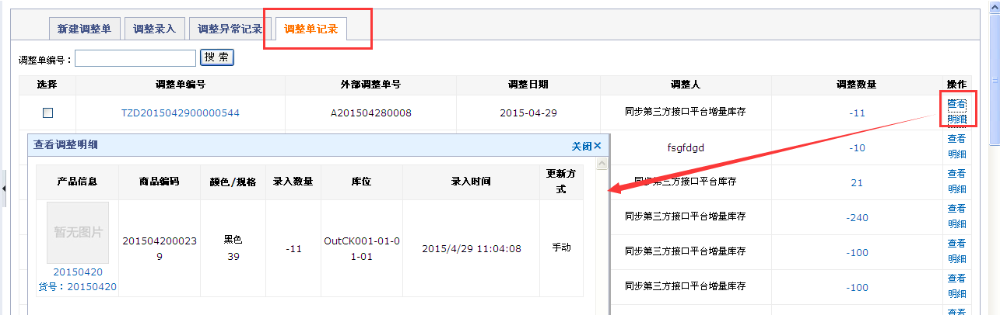 新建调整单 调整录入 调整异常记录 调整单记录
调整单编号： 搜 索
选择 调整单编号 外部调整单号 调整日期 调整人 调整数量 操作
TZD2015042900000544 A201504280008 2015-04-29 同步第三方接口平台增量库存 -11 查看
明细
查看调整明细 关闭×
fsgfdgd -10 查看
明细
产品信息 商品编码 颜色/规格 录入数量 库位 录入时间 更新方
式
同步第三方接口平台库存 21 查看
明细
暂无图片
201504200023
9
黑色
39
-11
OutCK001-01-0
1-01
2015/4/29 11:04:08
手动
20150420
货号：20150420
同步第三方接口平台增量库存 -240 查看
明细
同步第三方接口平台增量库存 -100 查看
明细
同步第三方接口平台增量库存 -100 查看
明细
查看